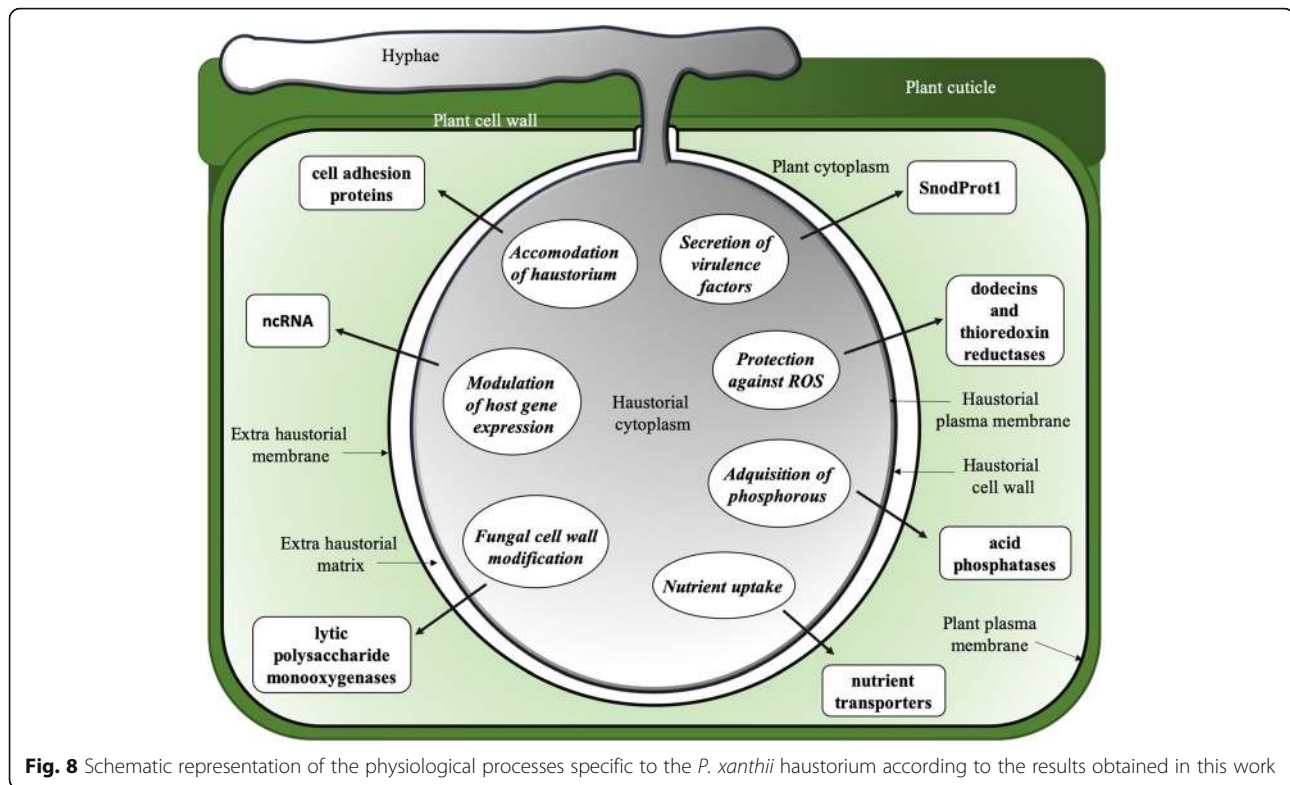 Hyphae
Plant cuticle
Plant cell wall
Plant cytoplasm
cell adhesion
proteins
SnodProt1
Accomodation
of haustorium
Secretion of
virulence
factors
dodecins
and
thioredoxin
reductases
ncRNA
Protection
against ROS
Modulation
of host gene
expression
Haustorial
cytoplasm
Haustorial
plasma membrane
Extra haustorial
membrane
Adquisition of
phosphorous
Haustorial
cell wall
Extra haustorial
matrix
Fungal cell wall
modification
acid
phosphatases
Nutrient uptake
Plant plasma
membrane
lytic
polysaccharide
monooxygenases
nutrient
transporters
Fig. 8 Schematic representation of the physiological processes specific to the P. xanthii haustorium according to the results obtained in this work